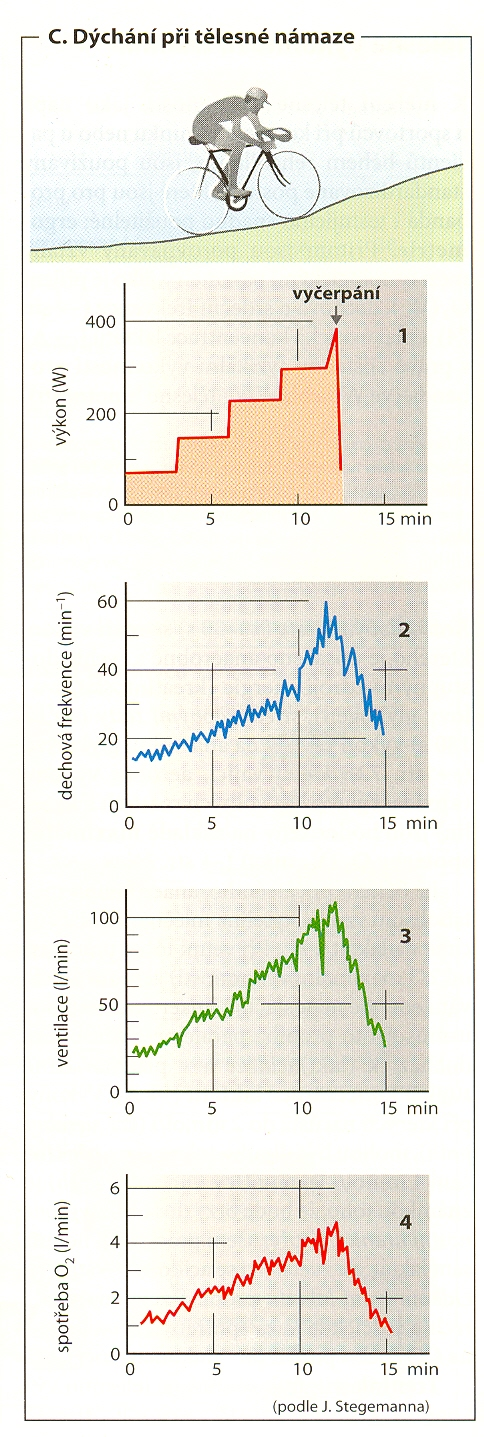 C. Dýchání při tělesné námaze
vyčerpání
1
výkon (W)
400
200
0
0 5 10 15 min
2
dechová frekvence (min⁻¹)
60
40
20
0
0 5 10 15 min
3
ventilace (l/min)
100
50
0
0 5 10 15 min
4
spotřeba O₂ (l/min)
6
4
2
0
0 5 10 15 min
(podle J. Stegemanna)